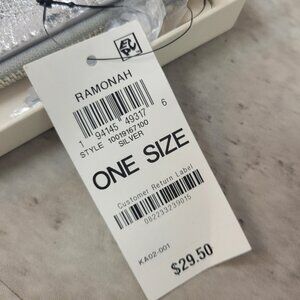 RAMONAH
1 94145 49317 6
STYLE 10019167100
SILVER
ONE SIZE
Customer Return Label
082233239015
KA02-001
$29.50